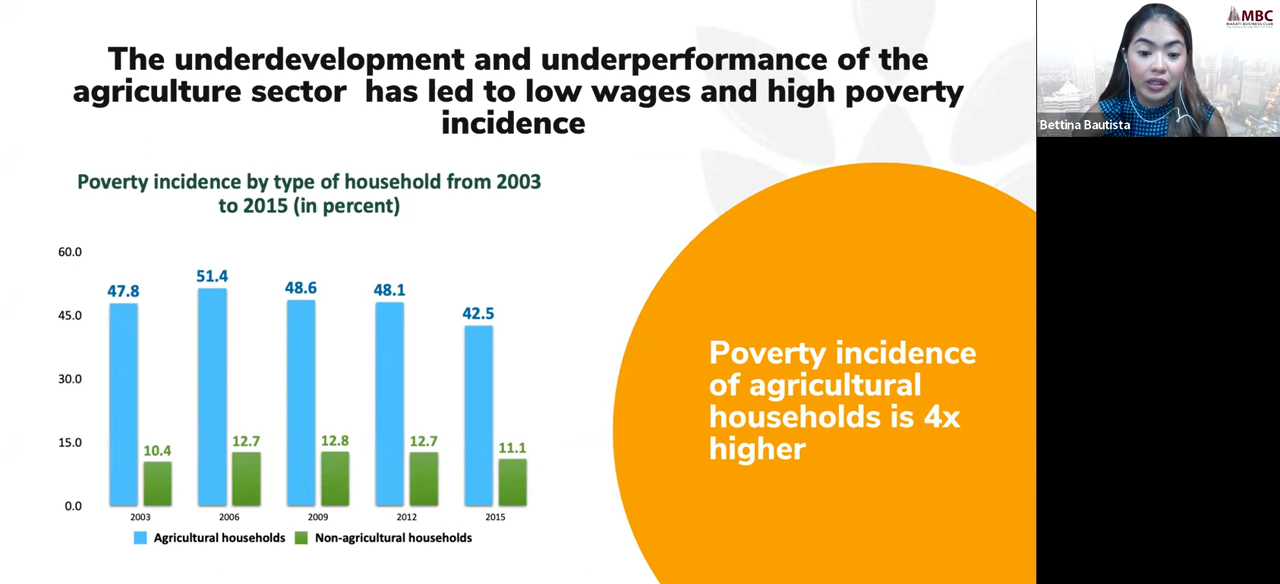 The underdevelopment and underperformance of the
agriculture sector has led to low wages and high poverty
incidence
Poverty incidence by type of household from 2003
to 2015 (in percent)
60.0
45.0
30.0
15.0
0.0
47.8
51.4
48.6
48.1
42.5
10.4
12.7
12.8
12.7
11.1
2003
2006
2009
2012
2015
Agricultural households
Non-agricultural households
Poverty incidence
of agricultural
households is 4x
higher
MBC
MAKATI BUSINESS CLUB
Bettina Bautista